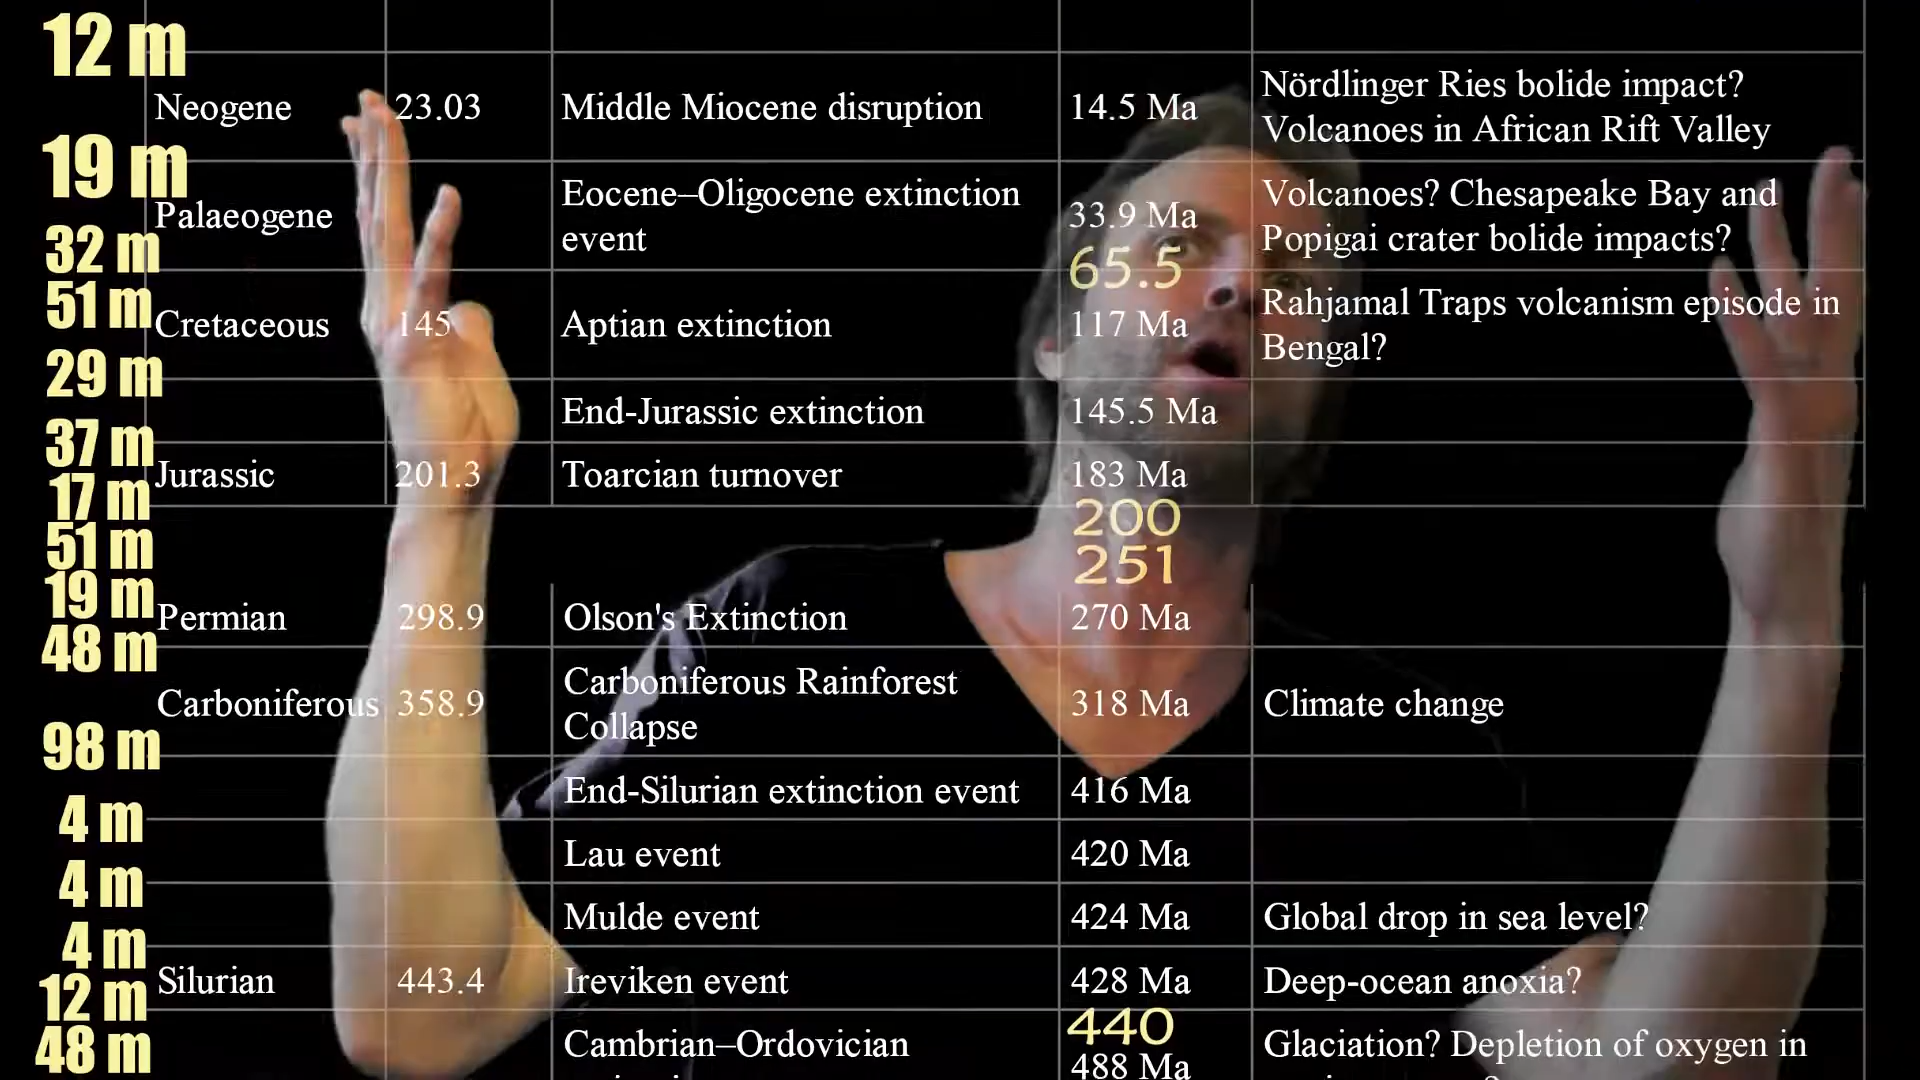 12 m
Neogene 23.03 Middle Miocene disruption 14.5 Ma Nördlinger Ries bolide impact?
Volcanoes in African Rift Valley
19 m
Palaeogene Eocene–Oligocene extinction
event 33.9 Ma Volcanoes? Chesapeake Bay and
Popigai crater bolide impacts?
32 m
65.5
51 m
Cretaceous 145 Aptian extinction 117 Ma Rahjamal Traps volcanism episode in
Bengal?
29 m
End-Jurassic extinction 145.5 Ma
37 m
Jurassic 201.3 Toarcian turnover 183 Ma
17 m
200
51 m
251
19 m
Permian 298.9 Olson's Extinction 270 Ma
48 m
Carboniferous 358.9 Carboniferous Rainforest
Collapse 318 Ma Climate change
98 m
End-Silurian extinction event 416 Ma
4 m
Lau event 420 Ma
4 m
Mulde event 424 Ma Global drop in sea level?
4 m
Silurian 443.4 Ireviken event 428 Ma Deep-ocean anoxia?
12 m
440
48 m
Cambrian–Ordovician 488 Ma Glaciation? Depletion of oxygen in